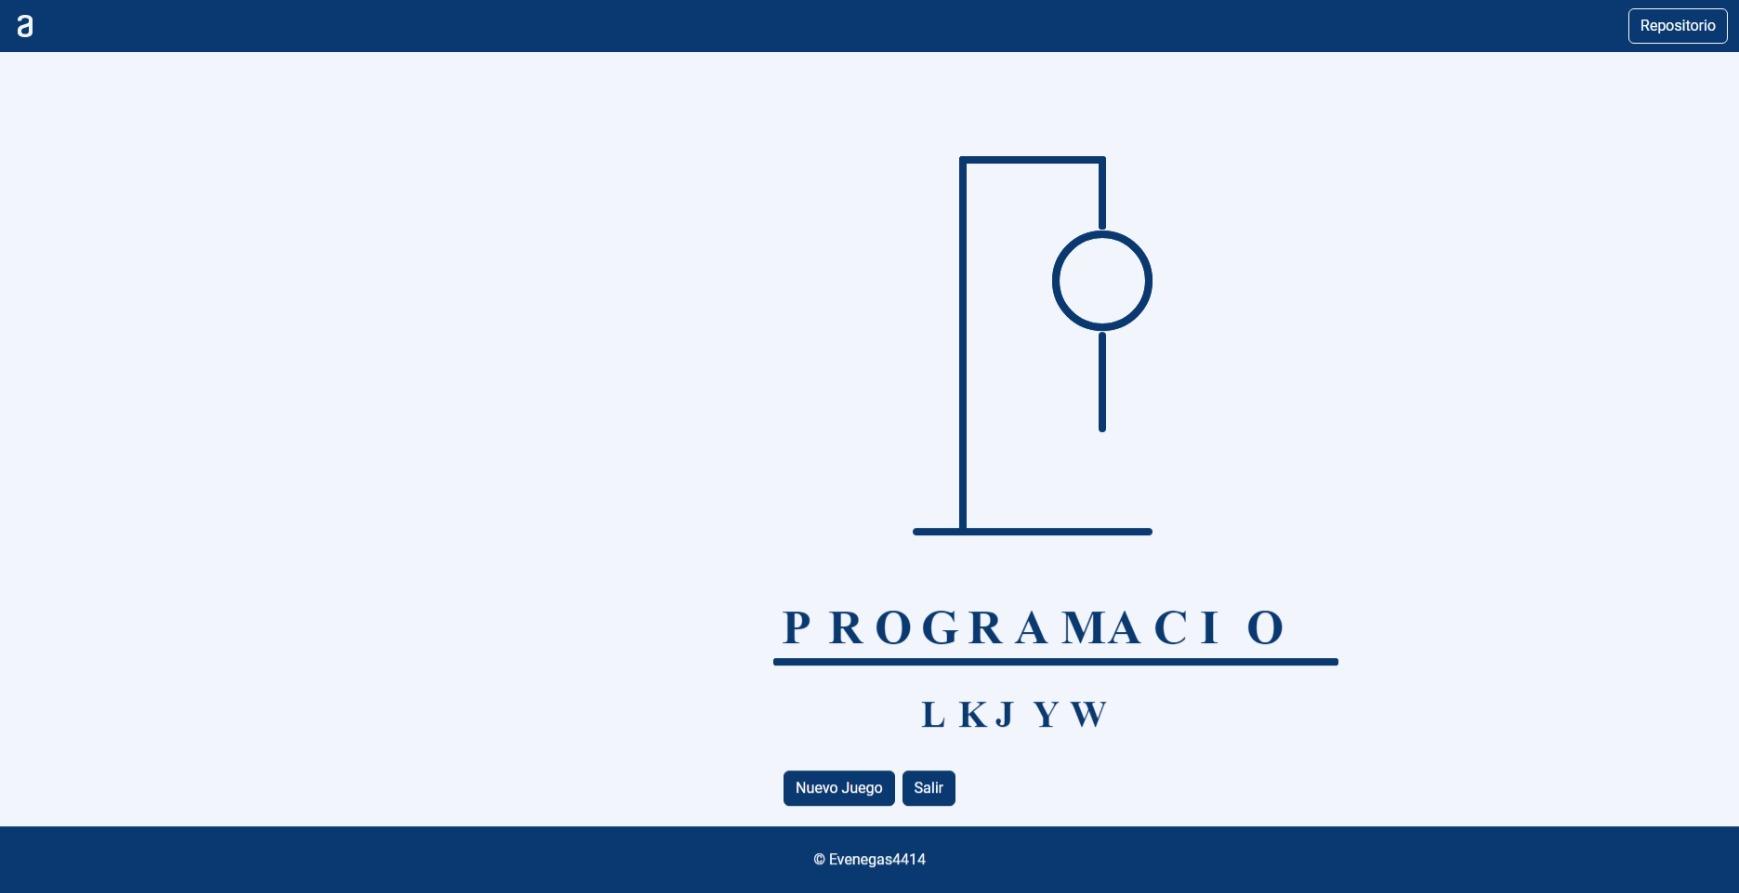 a
Repositorio
P R O G R A M A C I O
L K J Y W
Nuevo Juego
Salir
© Evenegas4414